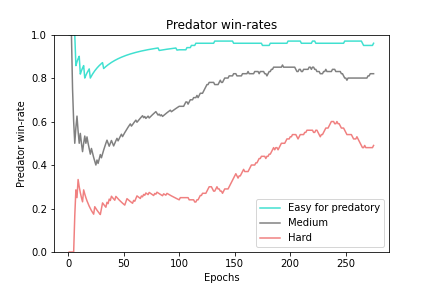 Predator win-rates
1.0
0.8
0.6
0.4
0.2
0.0
Predator win-rate
0
50
100
150
200
250
Epochs
Easy for predatory
Medium
Hard